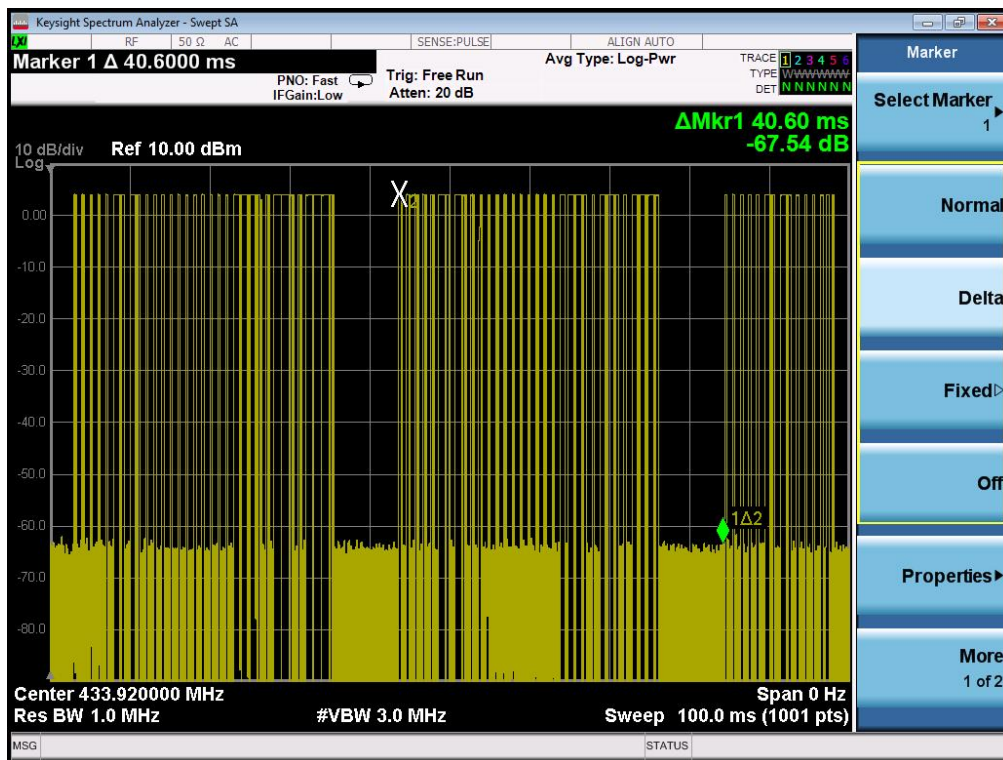 Keysight Spectrum Analyzer - Swept SA
LXI RF 50 Ω AC SENSE:PULSE ALIGN AUTO
Marker 1 Δ 40.6000 ms
PNO: Fast
IFGain:Low
Trig: Free Run
Atten: 20 dB
Avg Type: Log-Pwr
TRACE 1 2 3 4 5 6
TYPE WWWWWW
DET N N N N N N
ΔMkr1 40.60 ms
-67.54 dB
10 dB/div Ref 10.00 dBm
Log
0.00
-10.0
-20.0
-30.0
-40.0
-50.0
-60.0
-70.0
-80.0
X2
1Δ2
Center 433.920000 MHz
Span 0 Hz
Res BW 1.0 MHz
#VBW 3.0 MHz
Sweep 100.0 ms (1001 pts)
MSG
STATUS
Marker
Select Marker
1
Normal
Delta
Fixed
Off
Properties
More
1 of 2